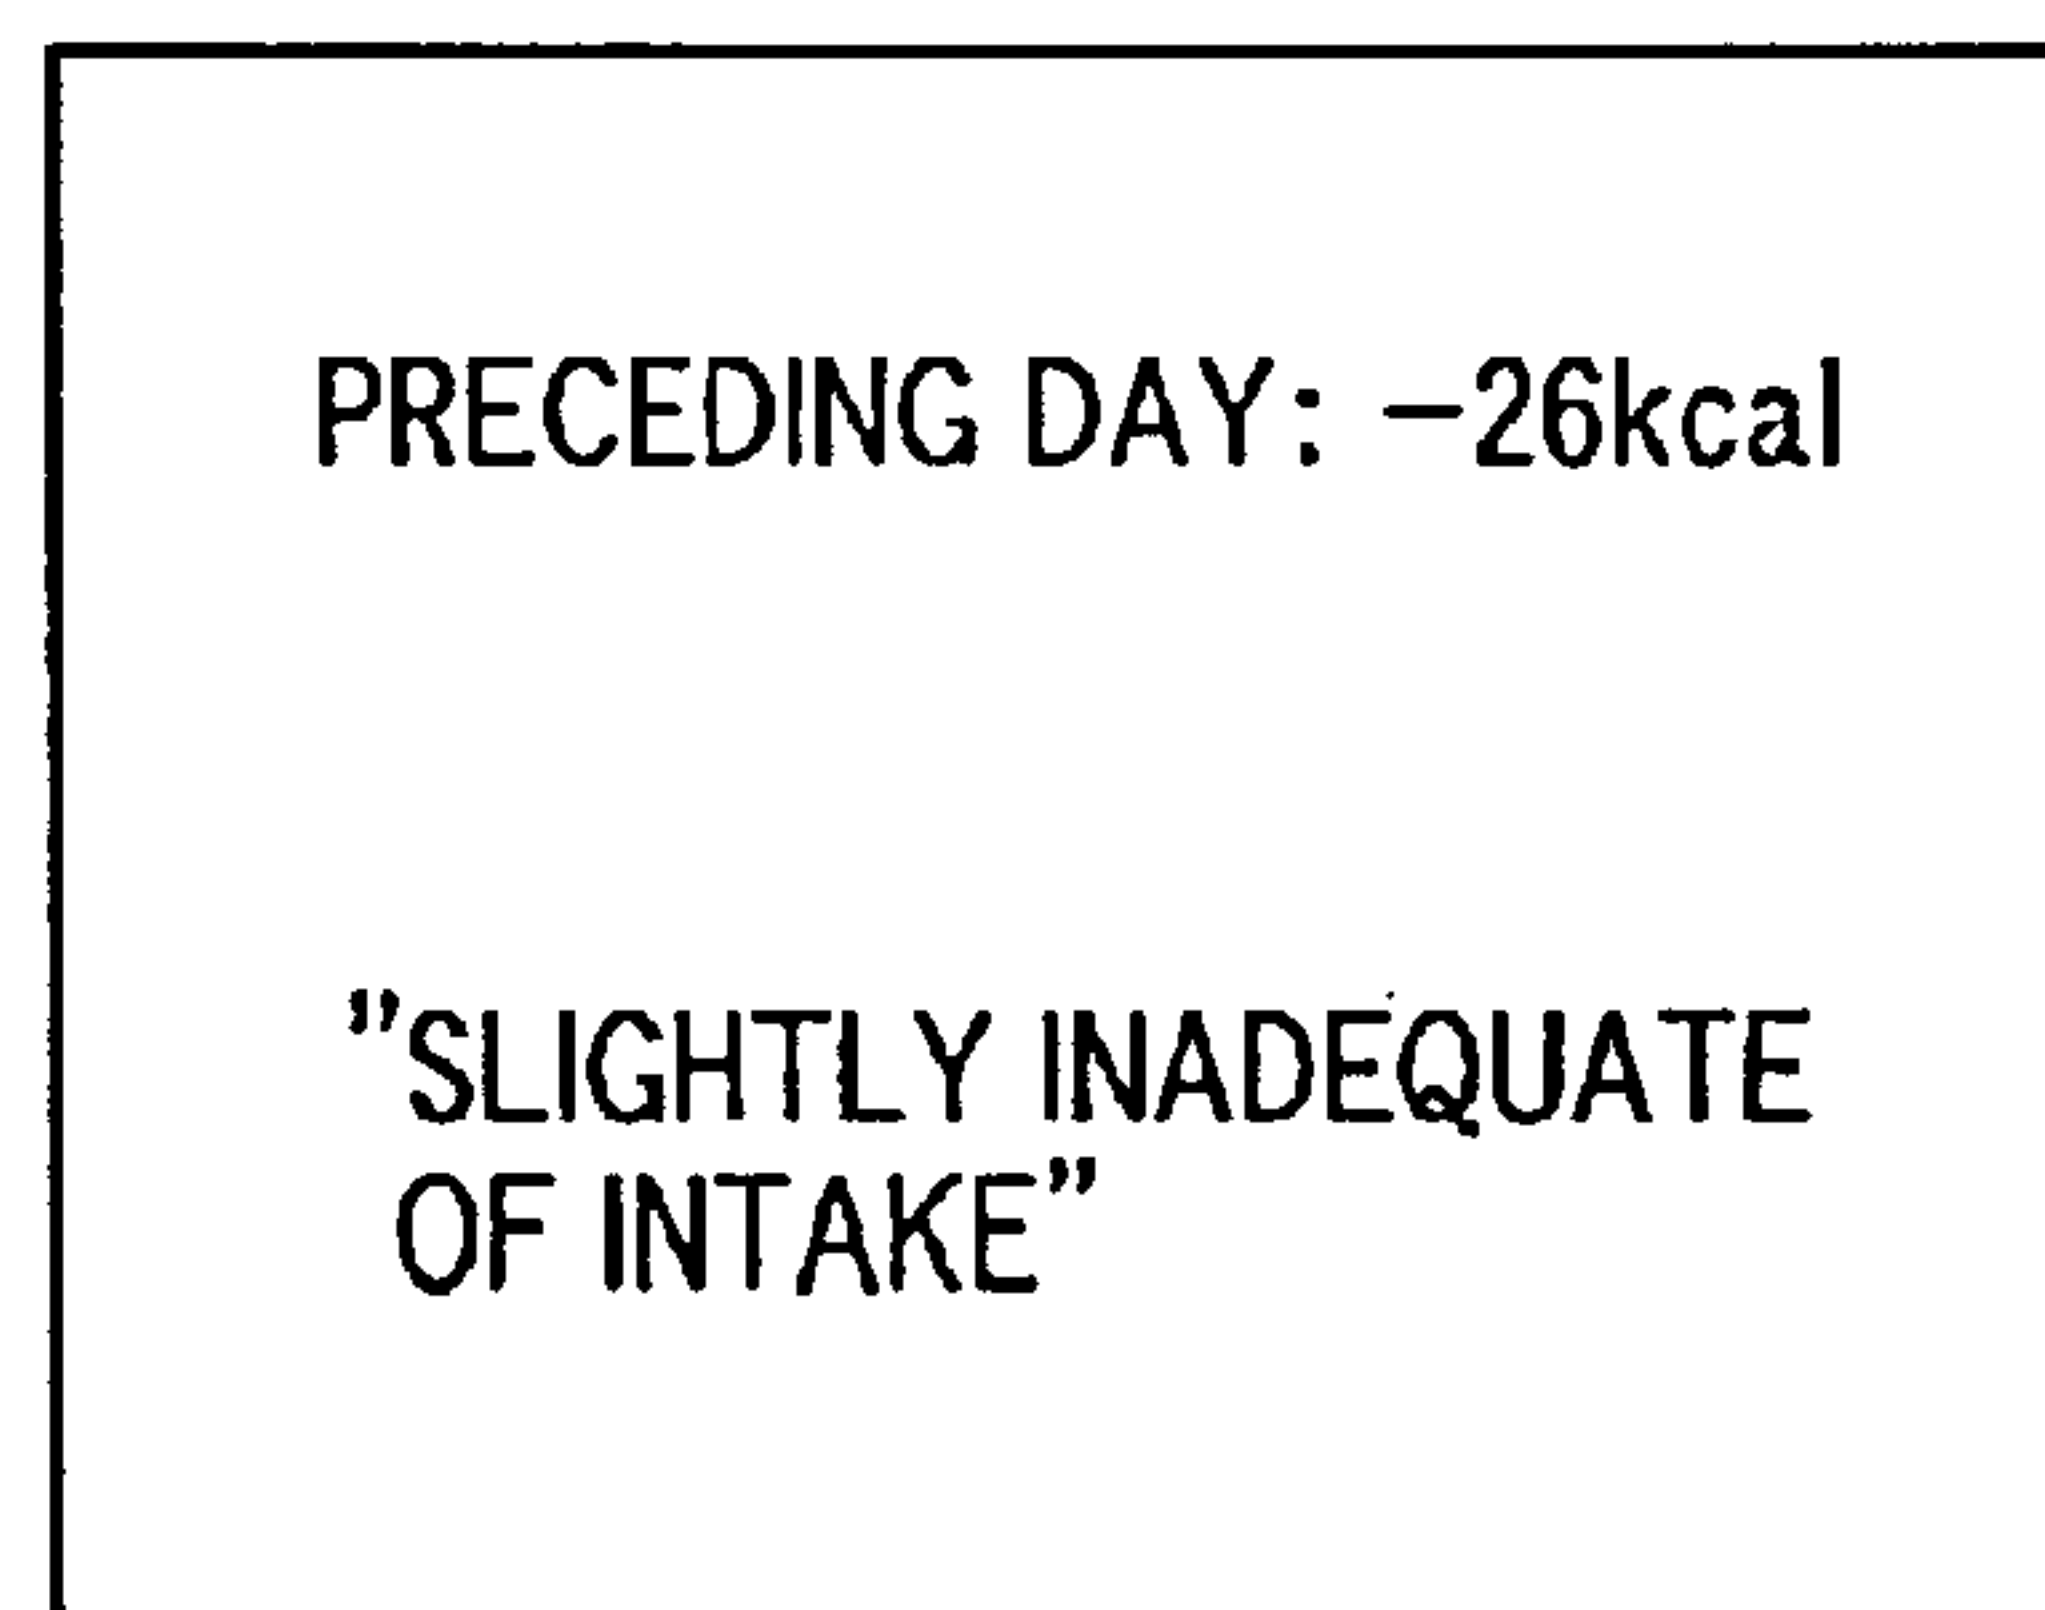 PRECEDING DAY: −26kcal
”SLIGHTLY INADEQUATE
OF INTAKE”